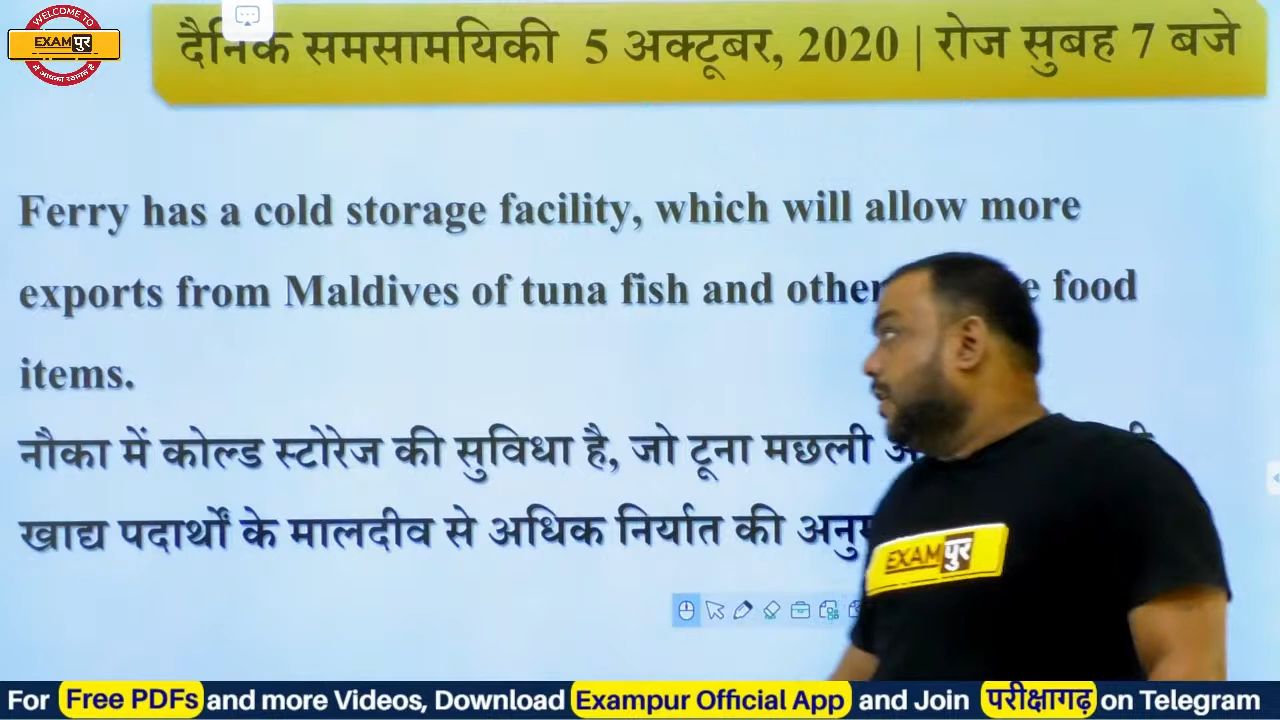 WELCOME TO
EXAMपुर
में आपका स्वागत है
दैनिक समसामयिकी 5 अक्टूबर, 2020 | रोज सुबह 7 बजे
Ferry has a cold storage facility, which will allow more
exports from Maldives of tuna fish and other food
items.
नौका में कोल्ड स्टोरेज की सुविधा है, जो टूना मछली
खाद्य पदार्थों के मालदीव से अधिक निर्यात की
EXAMपुर
For Free PDFs and more Videos, Download Exampur Official App and Join परीक्षागढ़ on Telegram